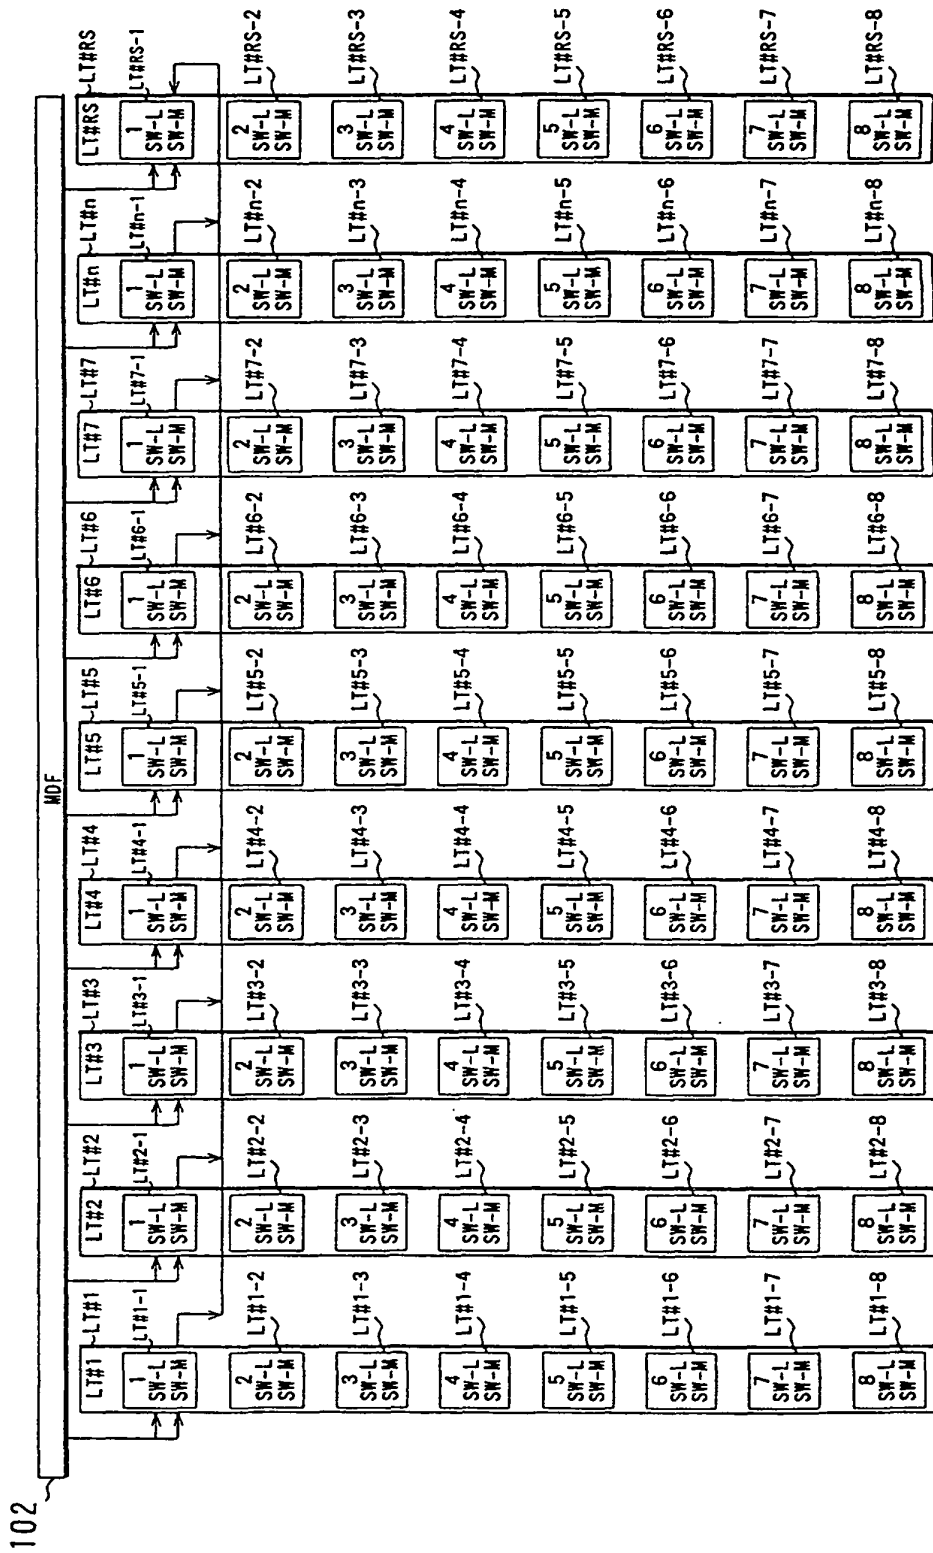 102
MDF
LT#1
LT#1
LT#1-1
1
SW-L
SW-M
LT#1-2
2
SW-L
SW-M
LT#1-3
3
SW-L
SW-M
LT#1-4
4
SW-L
SW-M
LT#1-5
5
SW-L
SW-M
LT#1-6
6
SW-L
SW-M
LT#1-7
7
SW-L
SW-M
LT#1-8
8
SW-L
SW-M
LT#2
LT#2
LT#2-1
1
SW-L
SW-M
LT#2-2
2
SW-L
SW-M
LT#2-3
3
SW-L
SW-M
LT#2-4
4
SW-L
SW-M
LT#2-5
5
SW-L
SW-M
LT#2-6
6
SW-L
SW-M
LT#2-7
7
SW-L
SW-M
LT#2-8
8
SW-L
SW-M
LT#3
LT#3
LT#3-1
1
SW-L
SW-M
LT#3-2
2
SW-L
SW-M
LT#3-3
3
SW-L
SW-M
LT#3-4
4
SW-L
SW-M
LT#3-5
5
SW-L
SW-M
LT#3-6
6
SW-L
SW-M
LT#3-7
7
SW-L
SW-M
LT#3-8
8
SW-L
SW-M
LT#4
LT#4
LT#4-1
1
SW-L
SW-M
LT#4-2
2
SW-L
SW-M
LT#4-3
3
SW-L
SW-M
LT#4-4
4
SW-L
SW-M
LT#4-5
5
SW-L
SW-M
LT#4-6
6
SW-L
SW-M
LT#4-7
7
SW-L
SW-M
LT#4-8
8
SW-L
SW-M
LT#5
LT#5
LT#5-1
1
SW-L
SW-M
LT#5-2
2
SW-L
SW-M
LT#5-3
3
SW-L
SW-M
LT#5-4
4
SW-L
SW-M
LT#5-5
5
SW-L
SW-M
LT#5-6
6
SW-L
SW-M
LT#5-7
7
SW-L
SW-M
LT#5-8
8
SW-L
SW-M
LT#6
LT#6
LT#6-1
1
SW-L
SW-M
LT#6-2
2
SW-L
SW-M
LT#6-3
3
SW-L
SW-M
LT#6-4
4
SW-L
SW-M
LT#6-5
5
SW-L
SW-M
LT#6-6
6
SW-L
SW-M
LT#6-7
7
SW-L
SW-M
LT#6-8
8
SW-L
SW-M
LT#7
LT#7
LT#7-1
1
SW-L
SW-M
LT#7-2
2
SW-L
SW-M
LT#7-3
3
SW-L
SW-M
LT#7-4
4
SW-L
SW-M
LT#7-5
5
SW-L
SW-M
LT#7-6
6
SW-L
SW-M
LT#7-7
7
SW-L
SW-M
LT#7-8
8
SW-L
SW-M
LT#n
LT#n
LT#n-1
1
SW-L
SW-M
LT#n-2
2
SW-L
SW-M
LT#n-3
3
SW-L
SW-M
LT#n-4
4
SW-L
SW-M
LT#n-5
5
SW-L
SW-M
LT#n-6
6
SW-L
SW-M
LT#n-7
7
SW-L
SW-M
LT#n-8
8
SW-L
SW-M
LT#RS
LT#RS
LT#RS-1
1
SW-L
SW-M
LT#RS-2
2
SW-L
SW-M
LT#RS-3
3
SW-L
SW-M
LT#RS-4
4
SW-L
SW-M
LT#RS-5
5
SW-L
SW-M
LT#RS-6
6
SW-L
SW-M
LT#RS-7
7
SW-L
SW-M
LT#RS-8
8
SW-L
SW-M